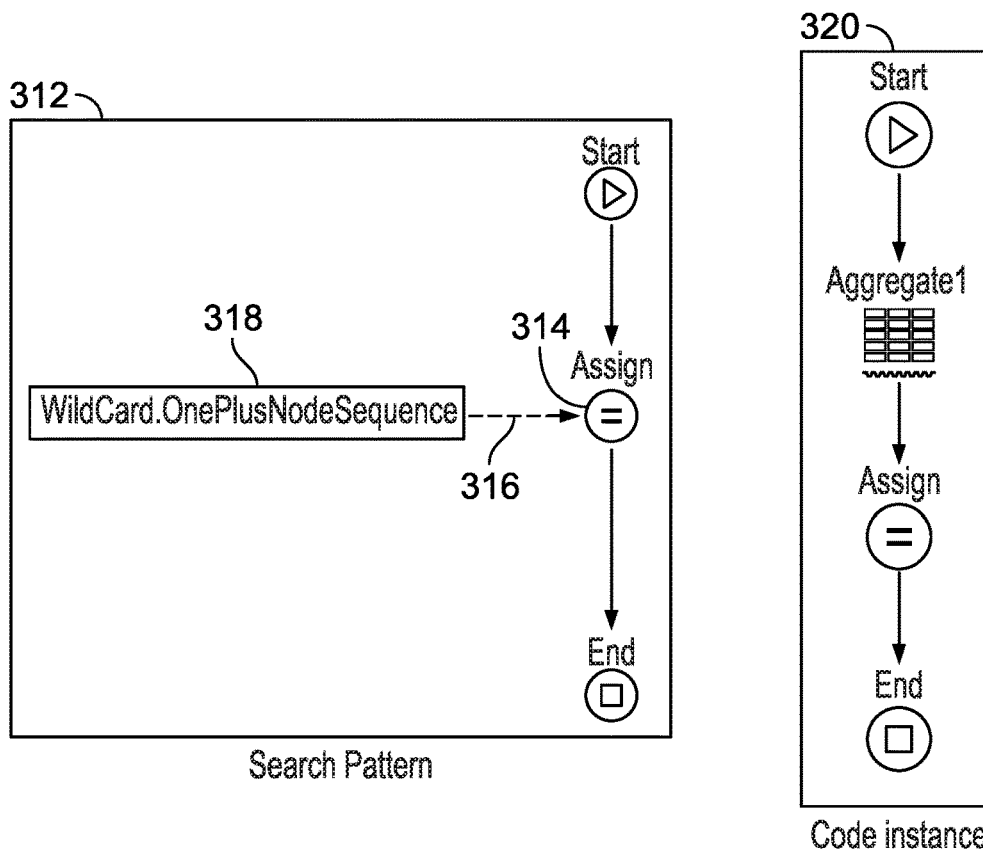 312
Start
318
314
Assign
WildCard.OnePlusNodeSequence
=
316
End
Search Pattern
320
Start
Aggregate1
Assign
=
End
Code instance